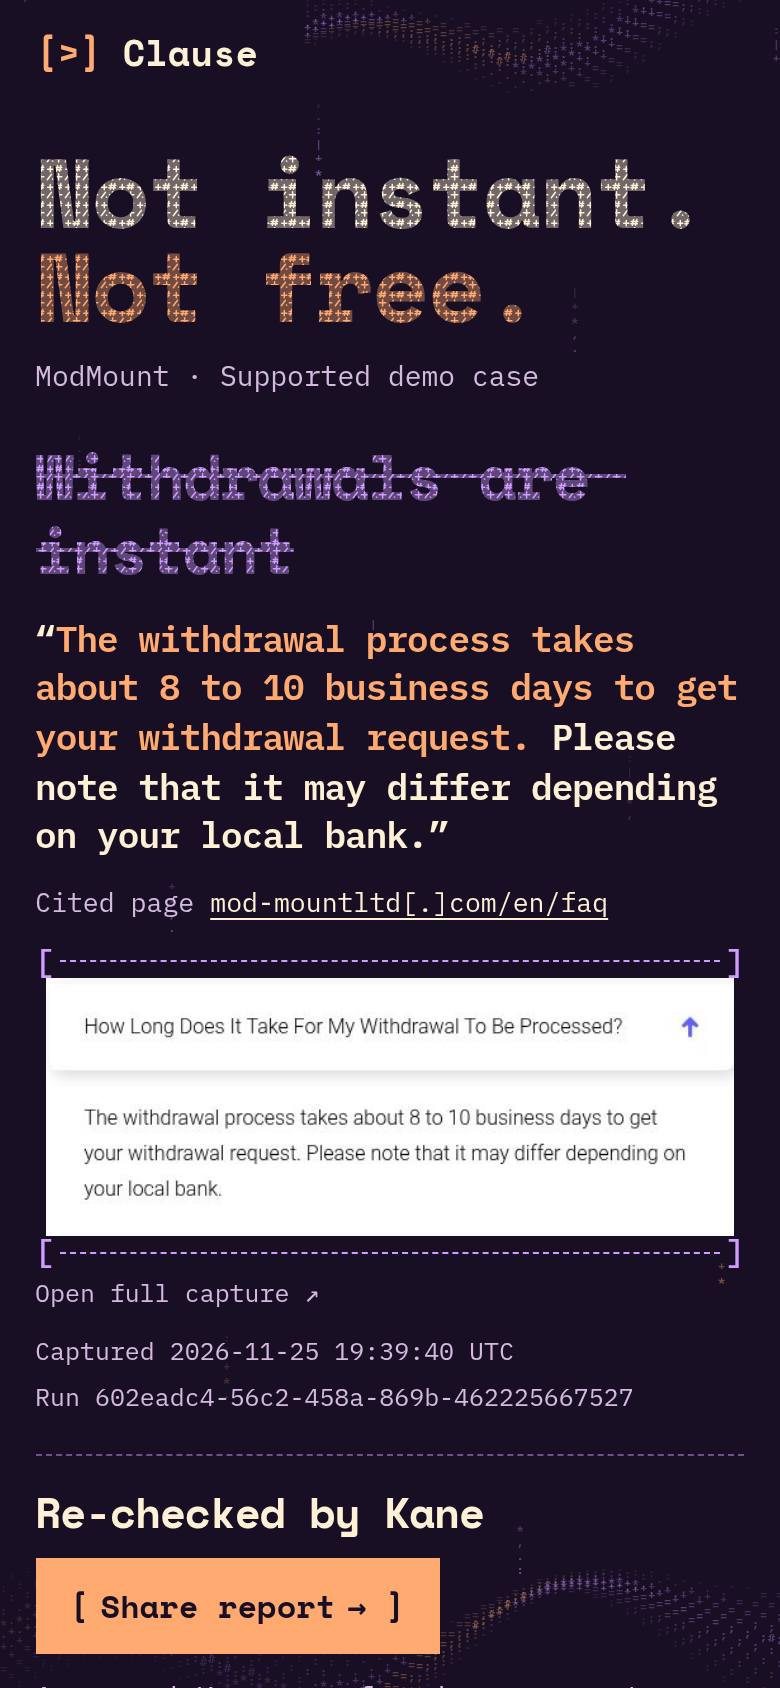 [>] Clause
Not instant.
Not free.
ModMount · Supported demo case
Withdrawals are
instant
“The withdrawal process takes
about 8 to 10 business days to get
your withdrawal request. Please
note that it may differ depending
on your local bank.”
Cited page mod-mountltd[.]com/en/faq
How Long Does It Take For My Withdrawal To Be Processed?
The withdrawal process takes about 8 to 10 business days to get
your withdrawal request. Please note that it may differ depending on
your local bank.
Open full capture ↗
Captured 2026-11-25 19:39:40 UTC
Run 602eadc4-56c2-458a-869b-462225667527
Re-checked by Kane
[ Share report → ]